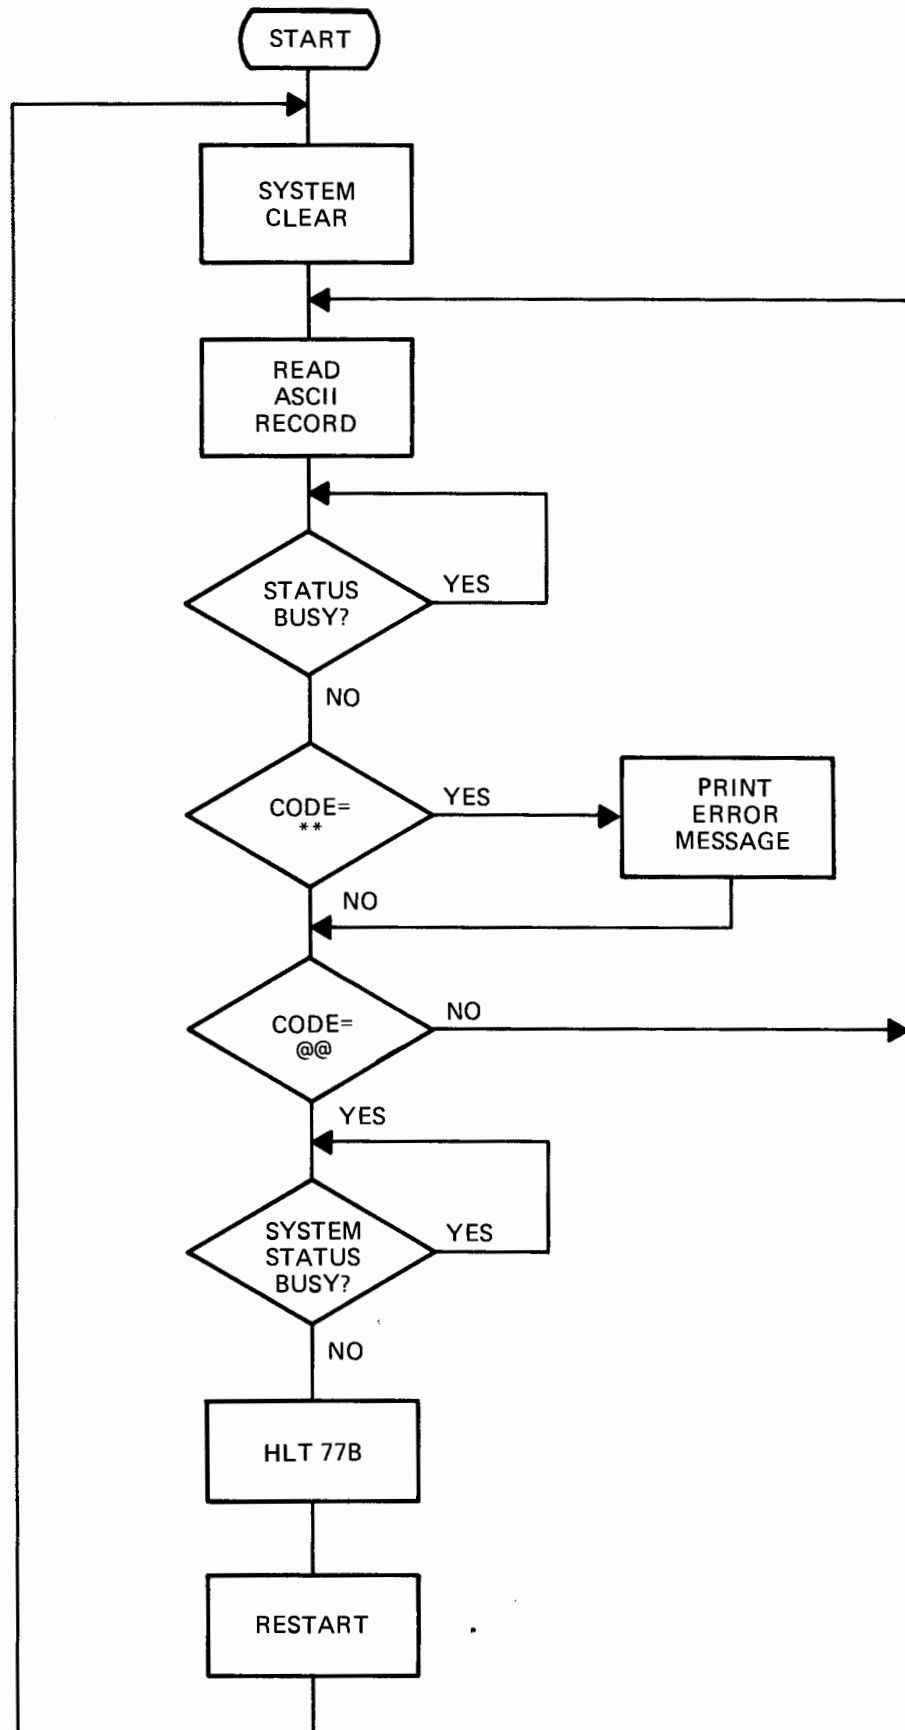 START
SYSTEM
CLEAR
READ
ASCII
RECORD
STATUS
BUSY?
YES
NO
CODE=
**
YES
PRINT
ERROR
MESSAGE
NO
CODE=
@@
NO
YES
SYSTEM
STATUS
BUSY?
YES
NO
HLT 77B
RESTART